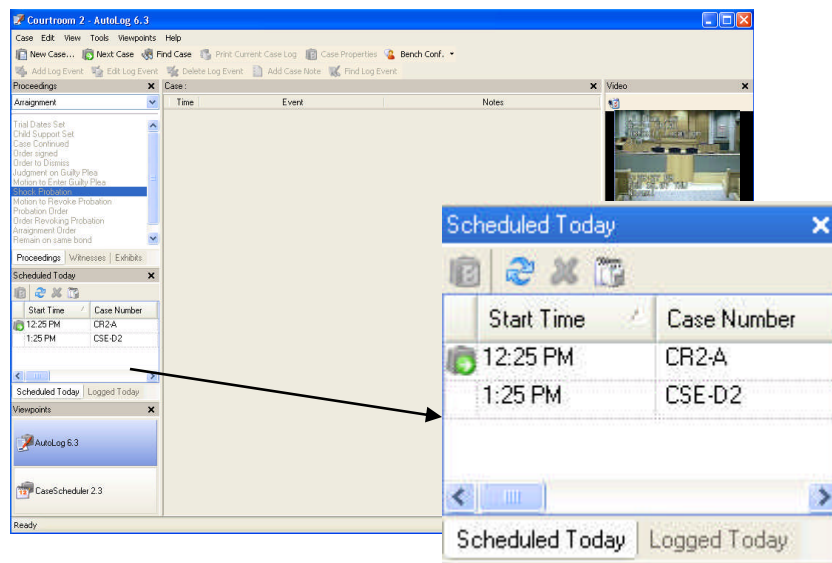 Courtroom 2 - AutoLog 6.3
Case Edit View Tools Viewpoints Help
New Case... Next Case Find Case Print Current Case Log Case Properties Bench Conf.
Add Log Event Edit Log Event Delete Log Event Add Case Note Find Log Event
Proceedings
Case :
Video
Arraignment
Time Event Notes
Trial Dates Set
Child Support Set
Case Continued
Order signed
Order to Dismiss
Judgment on Guilty Plea
Motion to Enter Guilty Plea
Shock Probation
Motion to Revoke Probation
Probation Order
Order Revoking Probation
Arraignment Order
Remain on same bond
Proceedings Witnesses Exhibits
Scheduled Today
Start Time Case Number
12:25 PM CR2-A
1:25 PM CSE-D2
Scheduled Today Logged Today
Viewpoints
AutoLog 6.3
CaseScheduler 2.3
Ready
Scheduled Today
Start Time Case Number
12:25 PM CR2-A
1:25 PM CSE-D2
Scheduled Today Logged Today